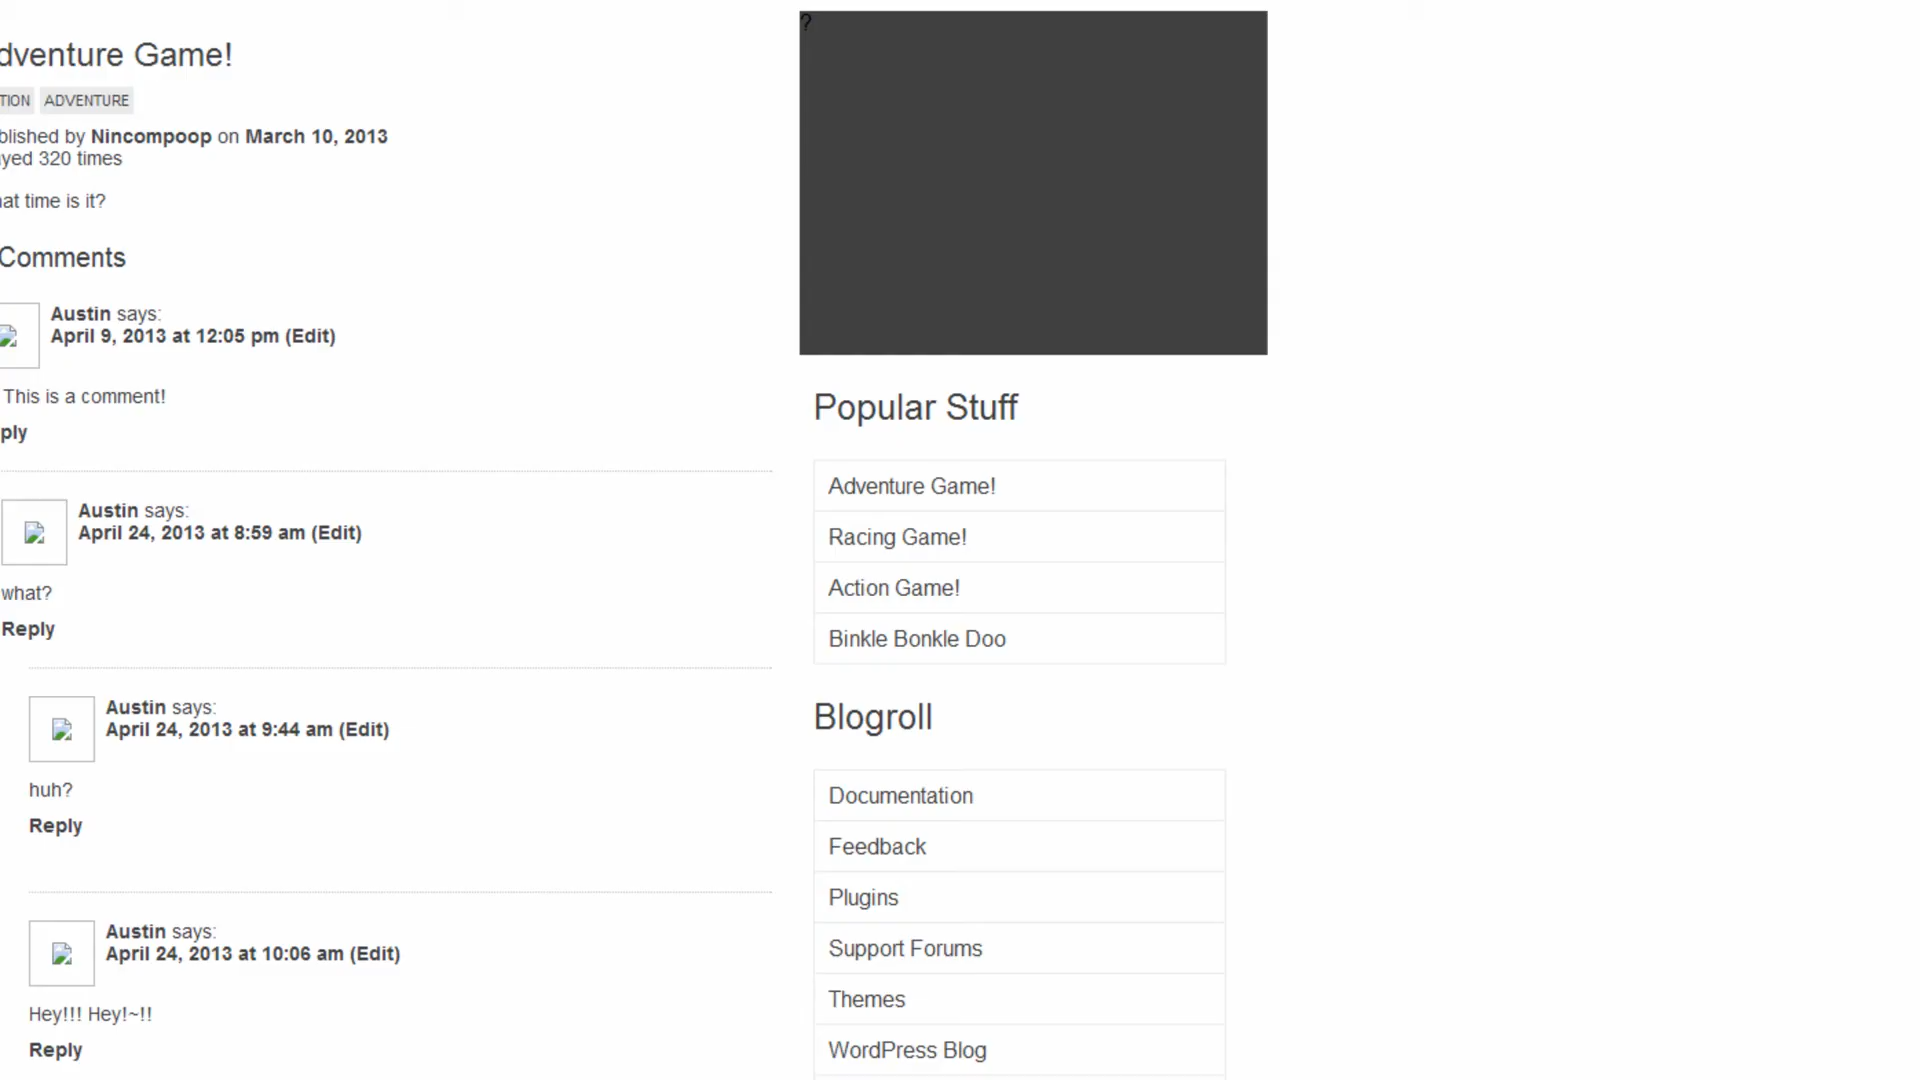 dventure Game!
TION ADVENTURE
blished by Nincompoop on March 10, 2013
yed 320 times
at time is it?
Comments
Austin says:
April 9, 2013 at 12:05 pm (Edit)
This is a comment!
ply
Austin says:
April 24, 2013 at 8:59 am (Edit)
what?
Reply
Austin says:
April 24, 2013 at 9:44 am (Edit)
huh?
Reply
Austin says:
April 24, 2013 at 10:06 am (Edit)
Hey!!! Hey!~!!
Reply
?
Popular Stuff
Adventure Game!
Racing Game!
Action Game!
Binkle Bonkle Doo
Blogroll
Documentation
Feedback
Plugins
Support Forums
Themes
WordPress Blog